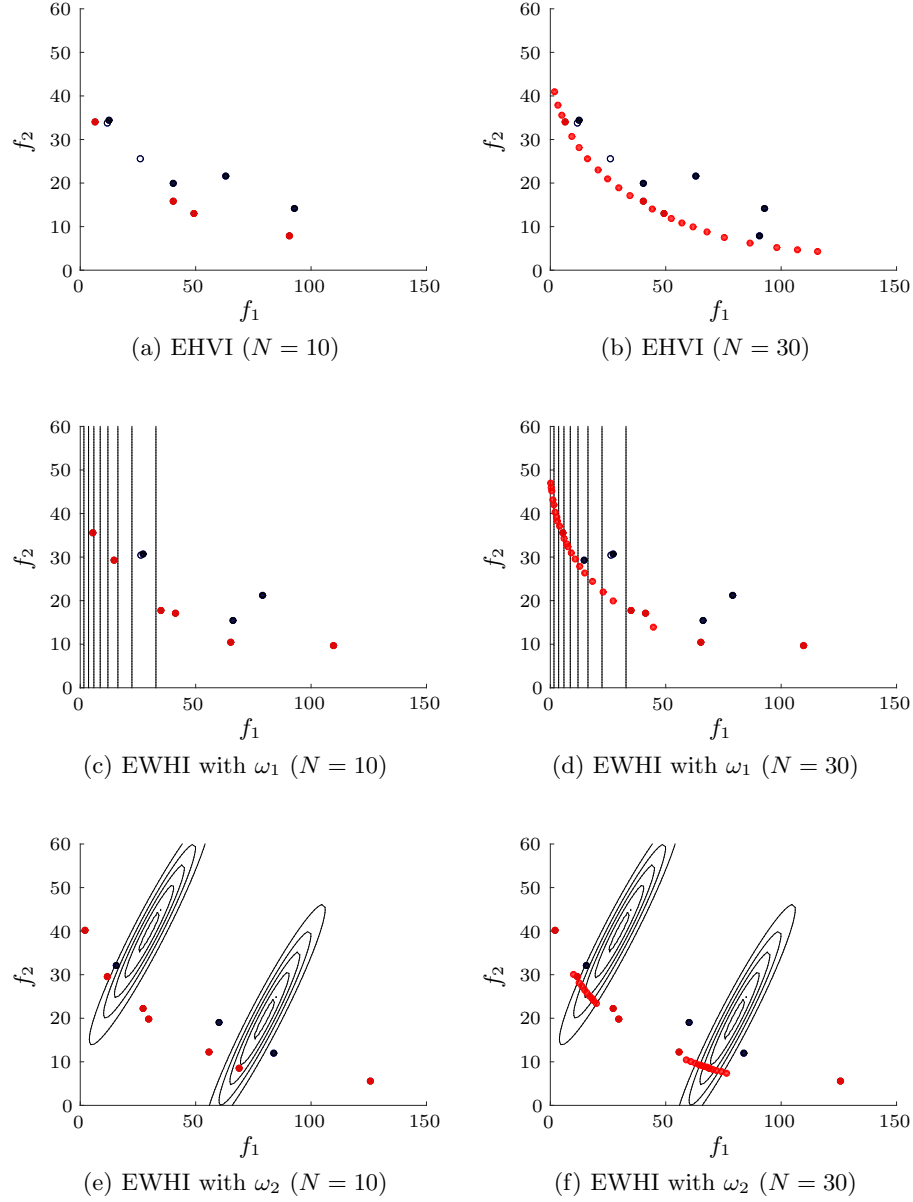 60
50
40
30
20
10
0
f₂
0 50 100 150
f₁
(a) EHVI (N = 10)
60
50
40
30
20
10
0
f₂
0 50 100 150
f₁
(b) EHVI (N = 30)
60
50
40
30
20
10
0
f₂
0 50 100 150
f₁
(c) EWHI with ω₁ (N = 10)
60
50
40
30
20
10
0
f₂
0 50 100 150
f₁
(d) EWHI with ω₁ (N = 30)
60
50
40
30
20
10
0
f₂
0 50 100 150
f₁
(e) EWHI with ω₂ (N = 10)
60
50
40
30
20
10
0
f₂
0 50 100 150
f₁
(f) EWHI with ω₂ (N = 30)